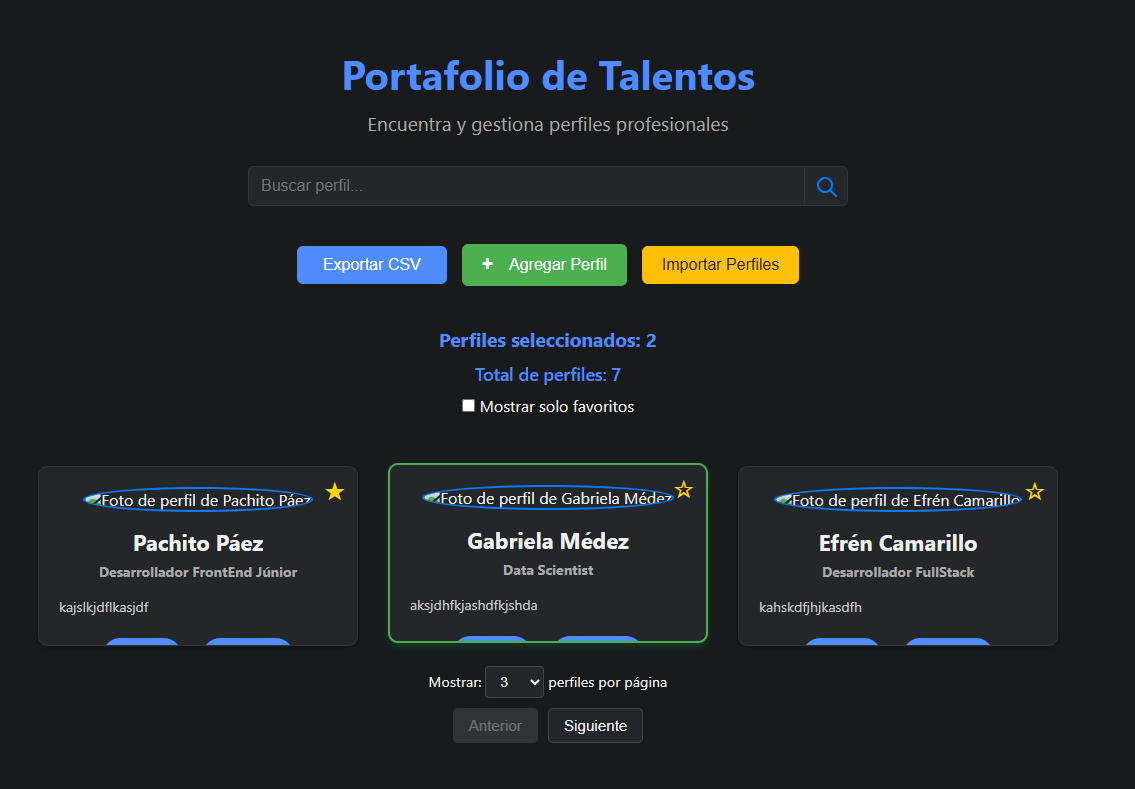 Portafolio de Talentos
Encuentra y gestiona perfiles profesionales
Buscar perfil...
Exportar CSV
+ Agregar Perfil
Importar Perfiles
Perfiles seleccionados: 2
Total de perfiles: 7
Mostrar solo favoritos
Foto de perfil de Pachito Páez
Pachito Páez
Desarrollador FrontEnd Júnior
kajslkjdflkasjdf
Foto de perfil de Gabriela Médez
Gabriela Médez
Data Scientist
aksjdhfkjashdfkjshda
Foto de perfil de Efrén Camarillo
Efrén Camarillo
Desarrollador FullStack
kahskdfjhjkasdfh
Mostrar: 3 perfiles por página
Anterior
Siguiente